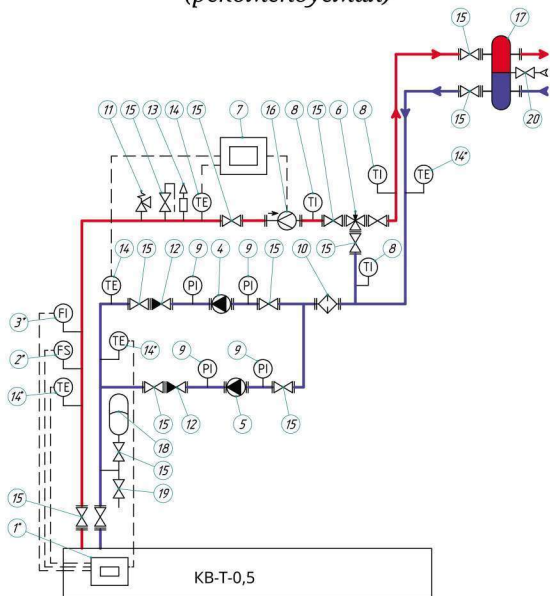 (рекомендуемая)
15 17
11 15 13 14 15 7 16 8 15 6 8
15 20
TI TE 14*
TE TI
15
14 15 12 9 4 9 15 10 TI 8
TE PI PI
3* FI
2* FS TE 14* 9 9
14* TE PI PI
15 12 5 15
18
15
15 19
1*
КВ-Т-0,5